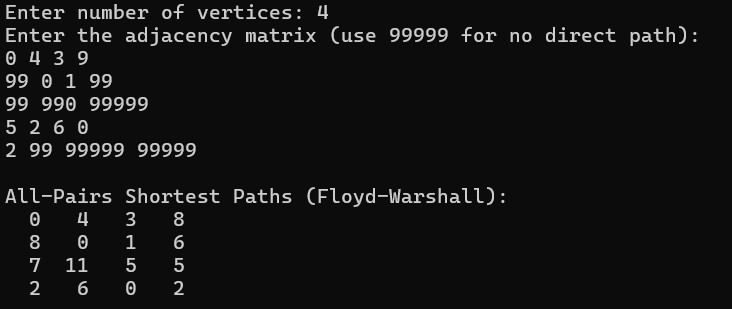 Enter number of vertices: 4
Enter the adjacency matrix (use 99999 for no direct path):
0 4 3 9
99 0 1 99
99 990 99999
5 2 6 0
2 99 99999 99999

All-Pairs Shortest Paths (Floyd-Warshall):
  0   4   3   8
  8   0   1   6
  7  11   5   5
  2   6   0   2